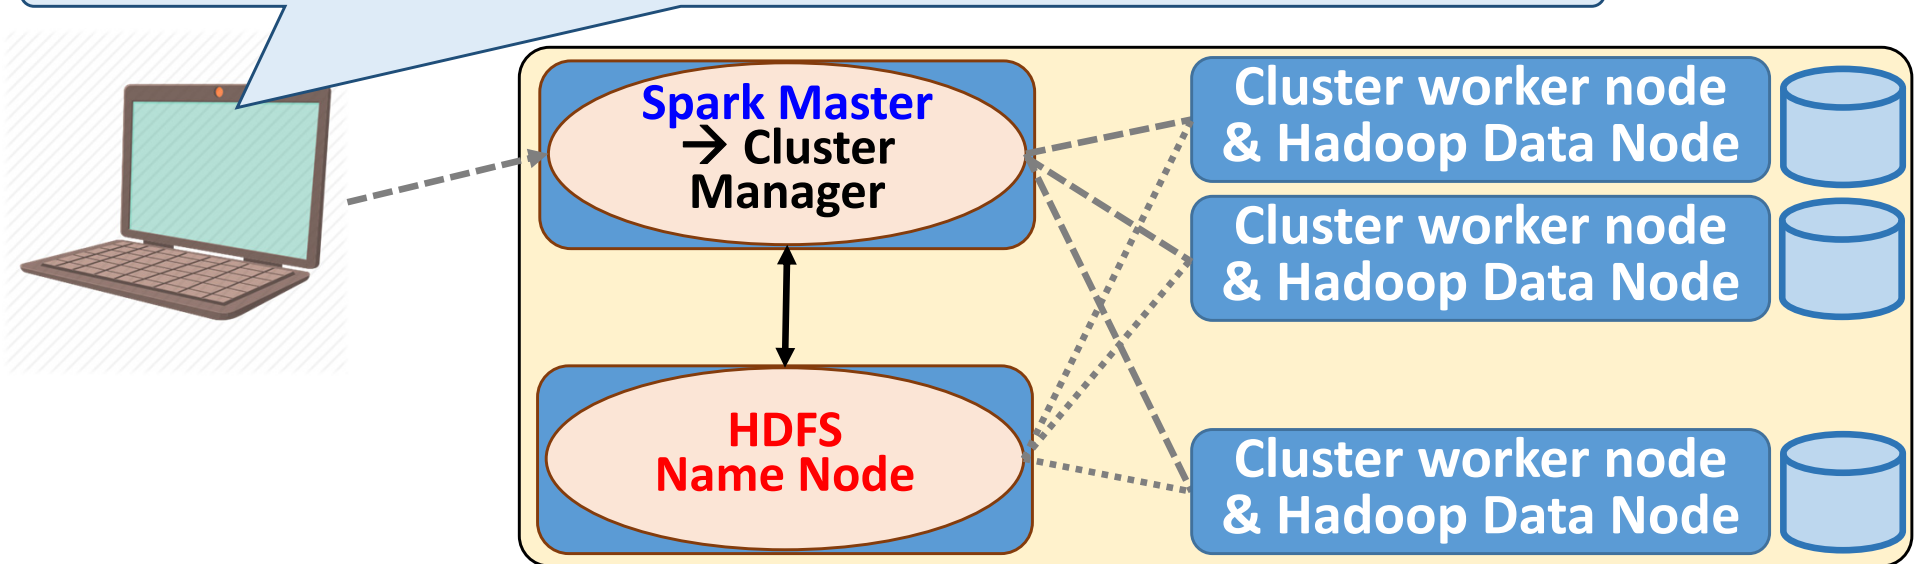 Spark Master
→ Cluster
Manager
HDFS
Name Node
Cluster worker node
& Hadoop Data Node
Cluster worker node
& Hadoop Data Node
Cluster worker node
& Hadoop Data Node